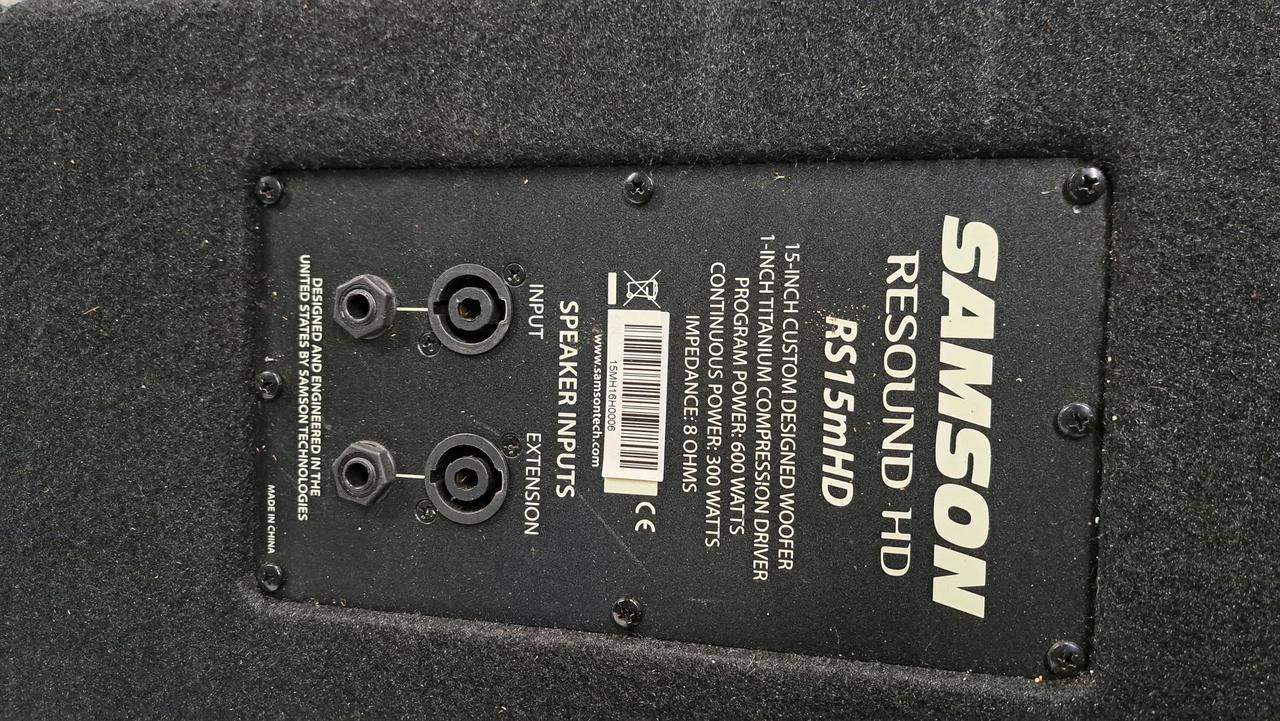 SAMSON
RESOUND HD
RS15mHD
15-INCH CUSTOM DESIGNED WOOFER
1-INCH TITANIUM COMPRESSION DRIVER
PROGRAM POWER: 600 WATTS
CONTINUOUS POWER: 300 WATTS
IMPEDANCE: 8 OHMS
CE
15MH16H0006
www.samsontech.com
SPEAKER INPUTS
INPUT
EXTENSION
DESIGNED AND ENGINEERED IN THE
UNITED STATES BY SAMSON TECHNOLOGIES
MADE IN CHINA